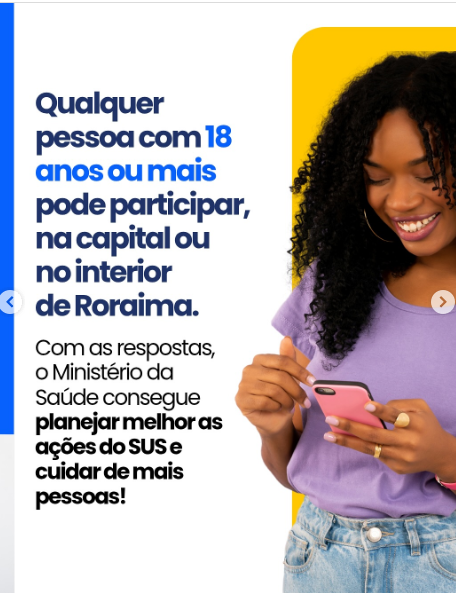 Qualquer
pessoa com 18
anos ou mais
pode participar,
na capital ou
no interior
de Roraima.
Com as respostas,
o Ministério da
Saúde consegue
planejar melhor as
ações do SUS e
cuidar de mais
pessoas!